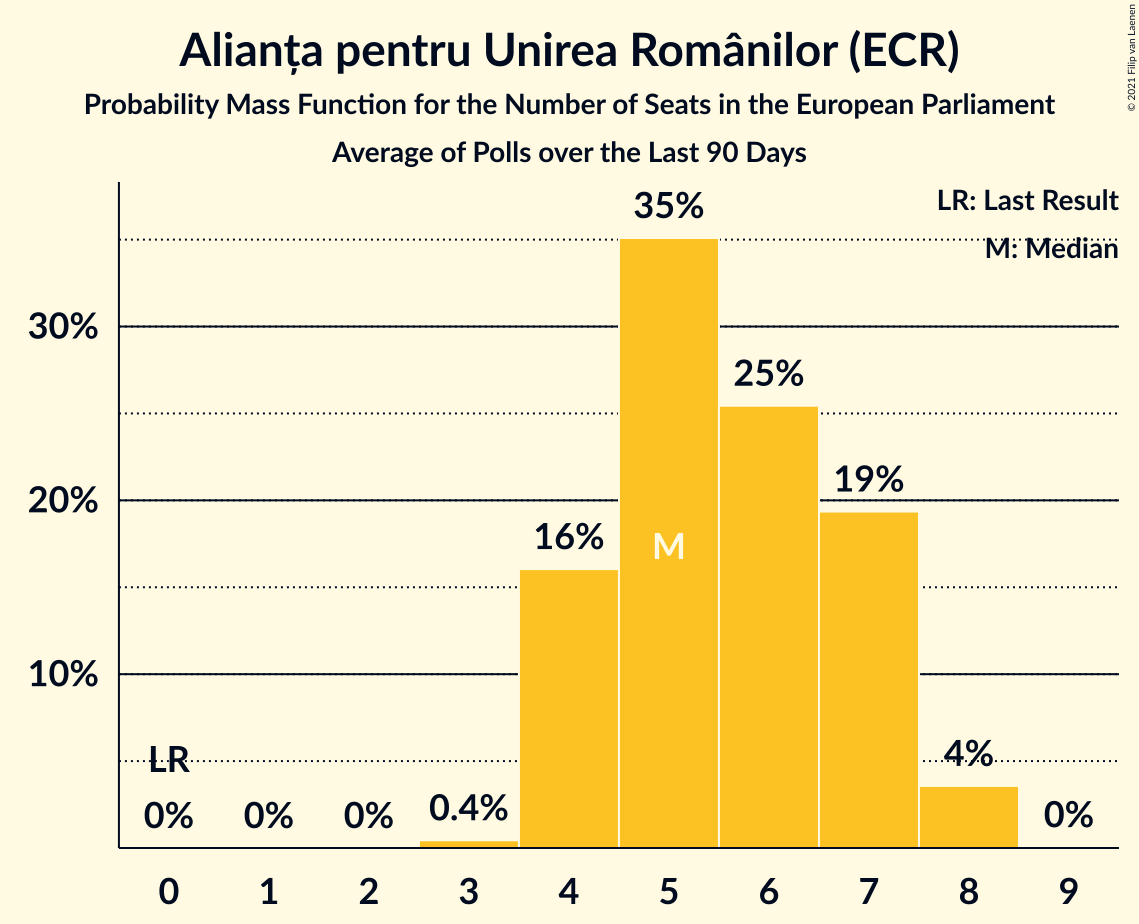 Alianța pentru Unirea Românilor (ECR)
Probability Mass Function for the Number of Seats in the European Parliament
Average of Polls over the Last 90 Days
© 2021 Filip van Laenen
LR: Last Result
M: Median
30%
20%
10%
LR
0%
0%
0%
0.4%
16%
35%
M
25%
19%
4%
0%
0 1 2 3 4 5 6 7 8 9